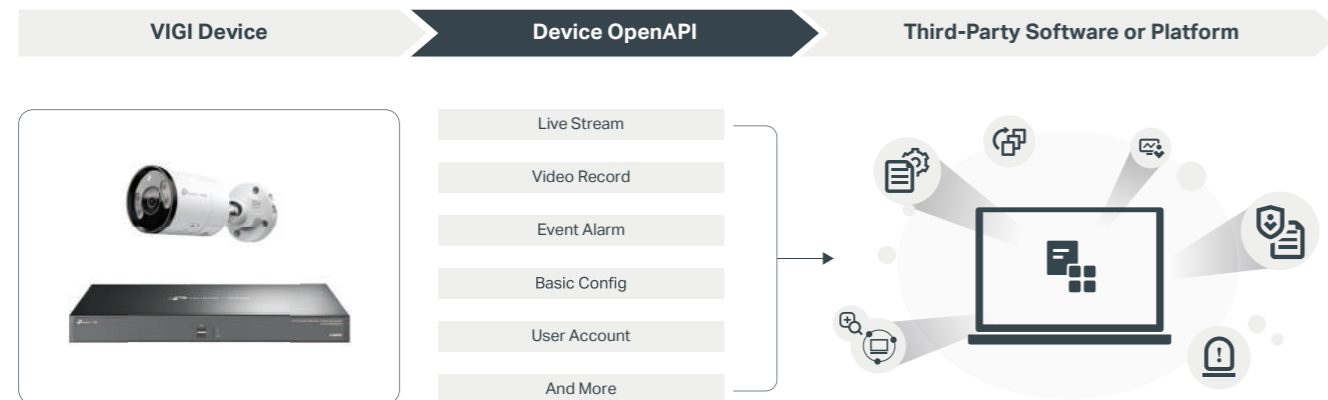 VIGI Device
Device OpenAPI
Third-Party Software or Platform
Live Stream
Video Record
Event Alarm
Basic Config
User Account
And More